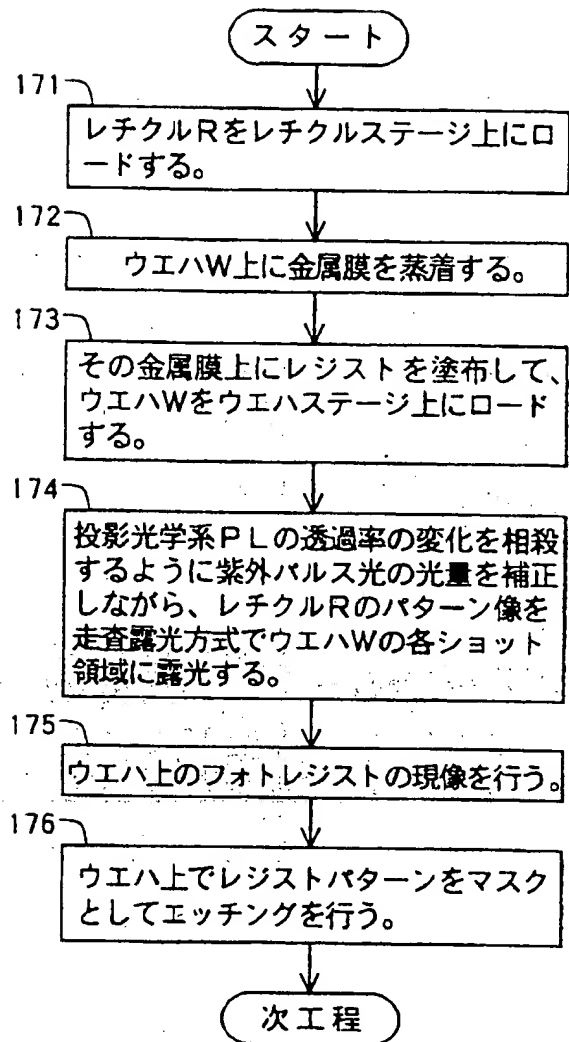 スタート
171
レチクルRをレチクルステージ上にロ
ードする。
172
ウエハW上に金属膜を蒸着する。
173
その金属膜上にレジストを塗布して、
ウエハWをウエハステージ上にロード
する。
174
投影光学系PLの透過率の変化を相殺
するように紫外パルス光の光量を補正
しながら、レチクルRのパターン像を
走査露光方式でウエハWの各ショット
領域に露光する。
175
ウエハ上のフォトレジストの現像を行う。
176
ウエハ上でレジストパターンをマスク
としてエッチングを行う。
次工程